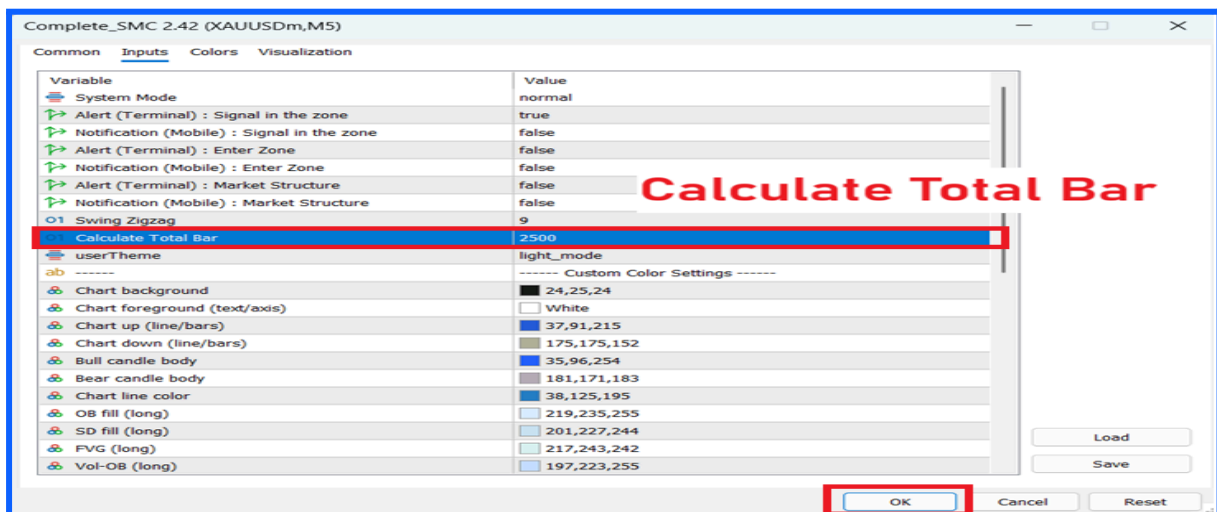 Complete_SMC 2.42 (XAUUSDm,M5)
Common Inputs Colors Visualization
Variable Value
System Mode normal
Alert (Terminal) : Signal in the zone true
Notification (Mobile) : Signal in the zone false
Alert (Terminal) : Enter Zone false
Notification (Mobile) : Enter Zone false
Alert (Terminal) : Market Structure false
Notification (Mobile) : Market Structure false
Calculate Total Bar
01 Swing Zigzag 9
01 Calculate Total Bar 2500
userTheme light_mode
ab ------ ------ Custom Color Settings ------
Chart background 24,25,24
Chart foreground (text/axis) White
Chart up (line/bars) 37,91,215
Chart down (line/bars) 175,175,152
Bull candle body 35,96,254
Bear candle body 181,171,183
Chart line color 38,125,195
OB fill (long) 219,235,255
SD fill (long) 201,227,244
FVG (long) 217,243,242
Vol-OB (long) 197,223,255
Load
Save
OK Cancel Reset